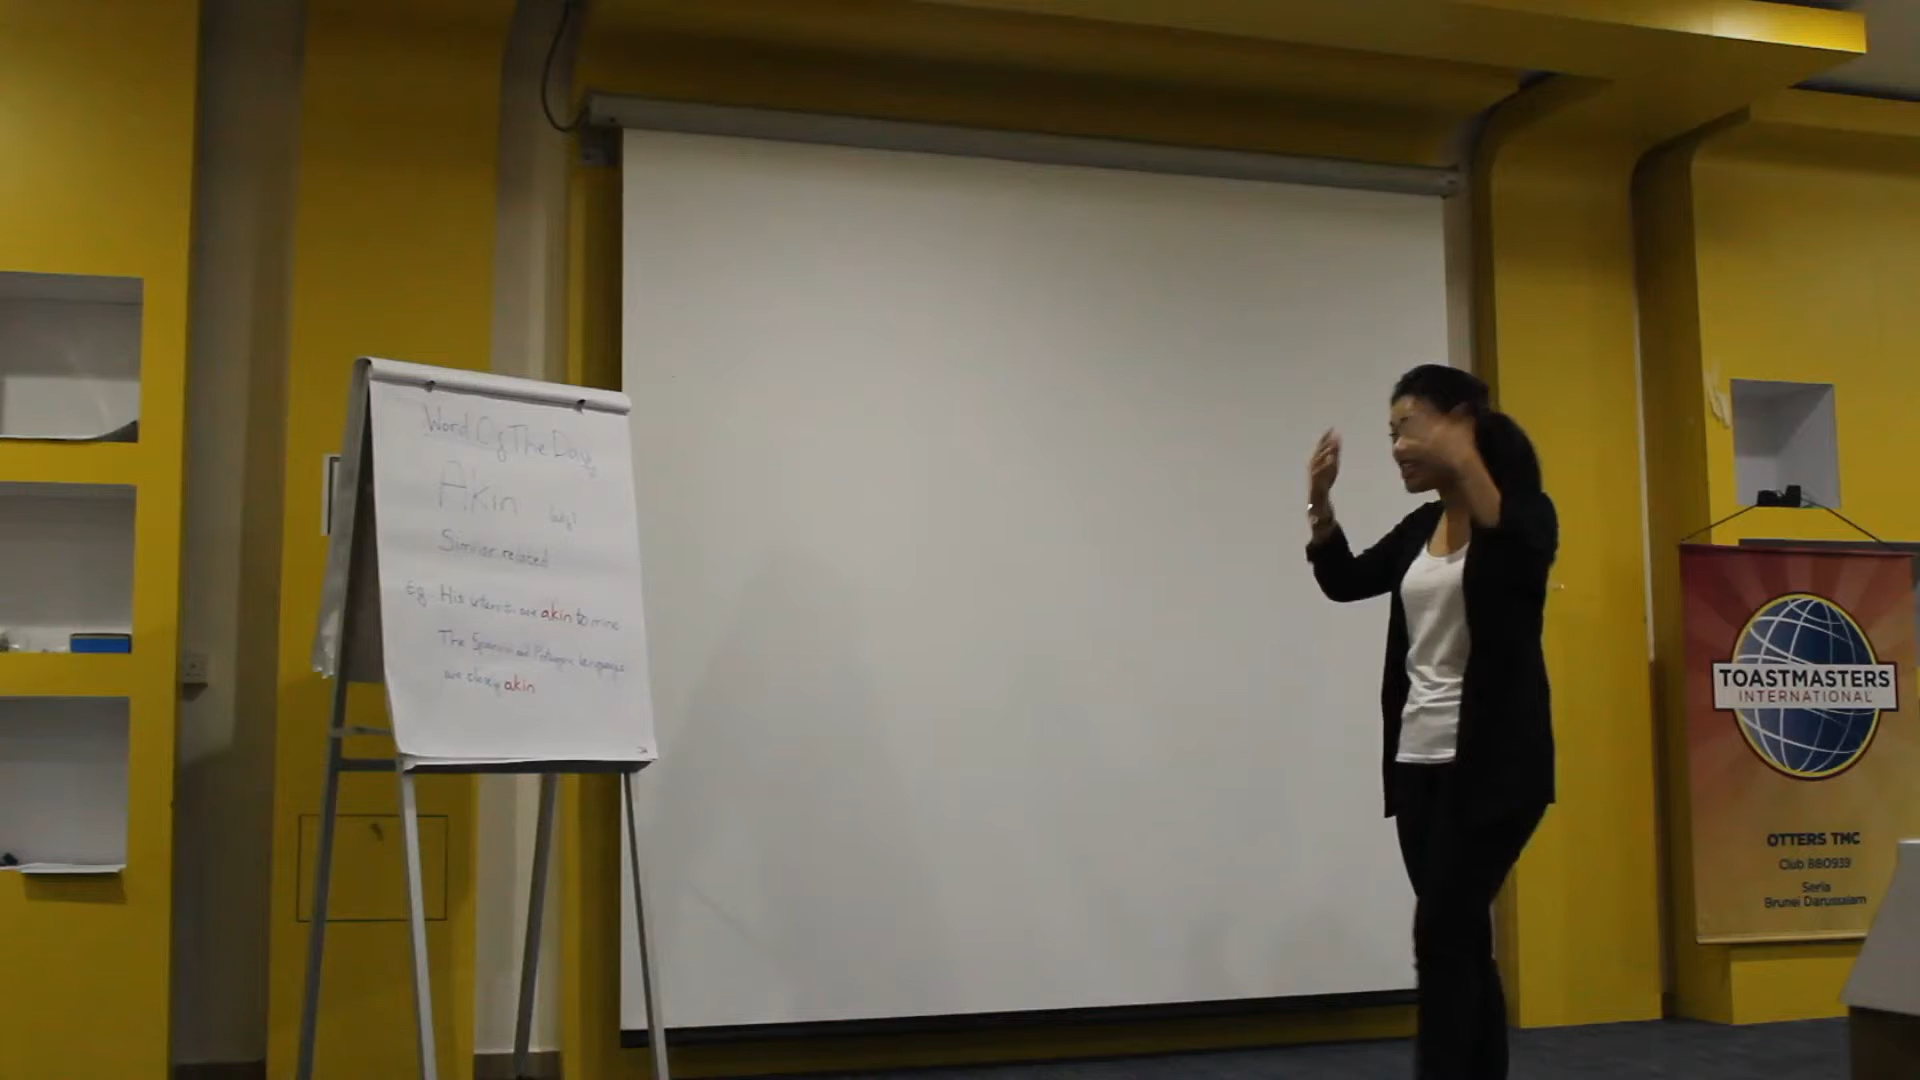 Word Of The Day
Akin
Similar, related
Eg. His interests are akin to mine
The Spanish and Portugese languages
are closely akin
TOASTMASTERS
INTERNATIONAL
OTTERS TMC
Club 880939
Seria
Brunei Darussalam